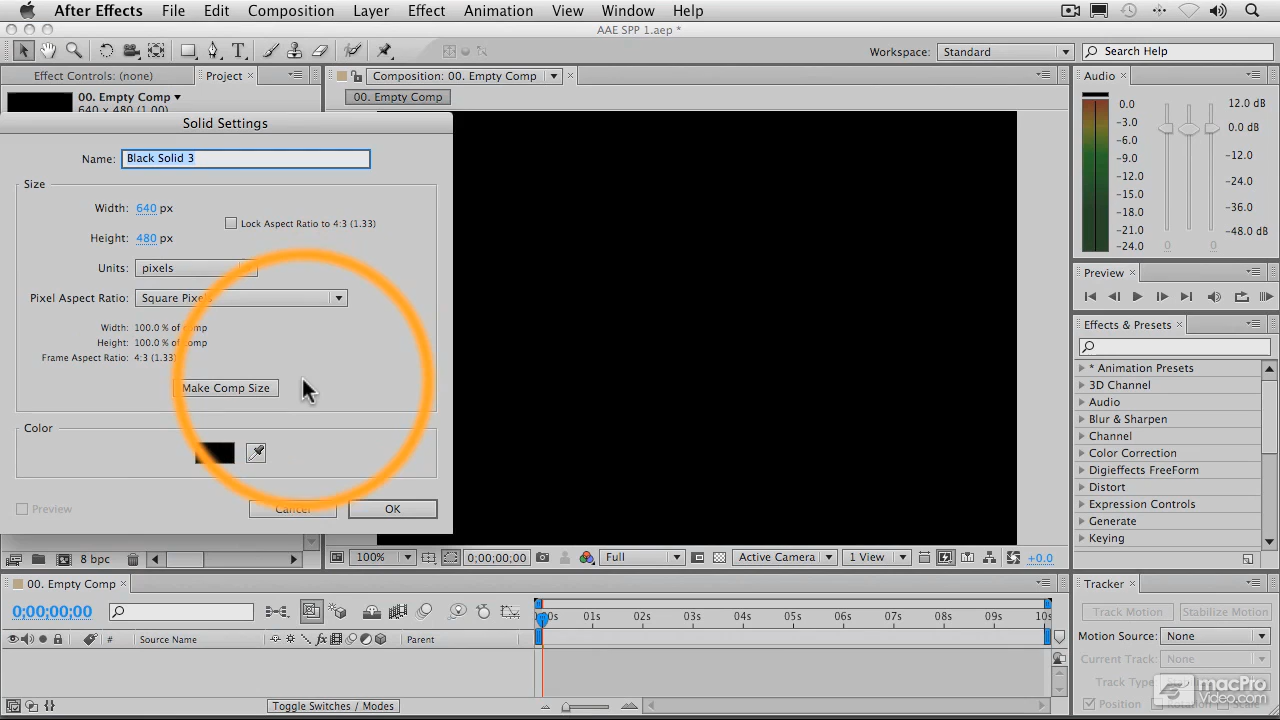 After Effects File Edit Composition Layer Effect Animation View Window Help
AAE SPP 1.aep *
Workspace: Standard Search Help
Effect Controls: (none) Project Composition: 00. Empty Comp Audio
00. Empty Comp
640 x 480 (1.00)
00. Empty Comp
0.0
-3.0
-6.0
-9.0
-12.0
-15.0
-18.0
-21.0
-24.0
12.0 dB
0.0 dB
-12.0
-24.0
-36.0
-48.0 dB
0 0
Solid Settings
Name: Black Solid 3
Size
Width: 640 px
Lock Aspect Ratio to 4:3 (1.33)
Height: 480 px
Units: pixels
Pixel Aspect Ratio: Square Pixels
Width: 100.0 % of comp
Height: 100.0 % of comp
Frame Aspect Ratio: 4:3 (1.33)
Make Comp Size
Color
Preview Cancel OK
Preview
Effects & Presets
* Animation Presets
3D Channel
Audio
Blur & Sharpen
Channel
Color Correction
Digieffects FreeForm
Distort
Expression Controls
Generate
Keying
8 bpc
100% 0;00;00;00 Full Active Camera 1 View +0.0
00. Empty Comp
0;00;00;00
00s 01s 02s 03s 04s 05s 06s 07s 08s 09s 10s
# Source Name Parent
Toggle Switches / Modes
Tracker
Track Motion Stabilize Motion
Motion Source: None
Current Track: None
Track Type:
Position Scale
macPro
Video.com